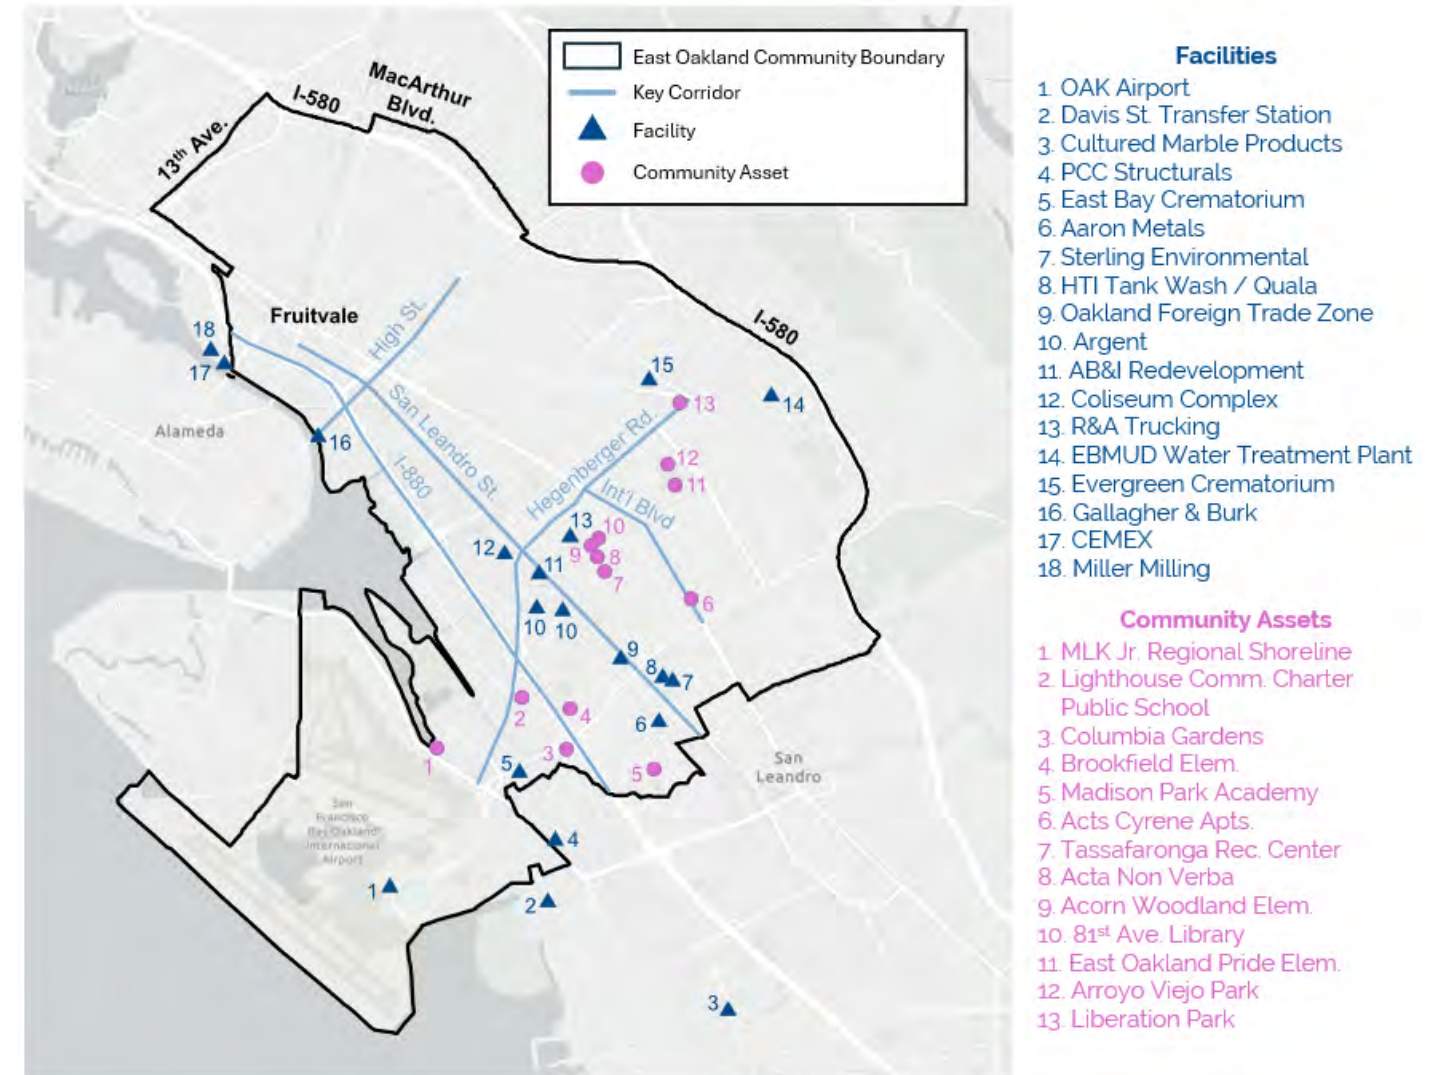 East Oakland Community Boundary
Key Corridor
Facility
Community Asset
MacArthur
Blvd.
I-580
13th Ave.
I-580
Fruitvale
High St.
San Leandro St.
I-880
Hegenberger Rd.
Int'l Blvd
Alameda
San
Leandro
San
Francisco
Bay Oakland
International
Airport
18
17
16
15
14
13
12
11
10
10
9
8
7
6
5
4
3
2
1
13
12
11
10
9
8
7
6
5
4
3
2
1
Facilities
1. OAK Airport
2. Davis St. Transfer Station
3. Cultured Marble Products
4. PCC Structurals
5. East Bay Crematorium
6. Aaron Metals
7. Sterling Environmental
8. HTI Tank Wash / Quala
9. Oakland Foreign Trade Zone
10. Argent
11. AB&I Redevelopment
12. Coliseum Complex
13. R&A Trucking
14. EBMUD Water Treatment Plant
15. Evergreen Crematorium
16. Gallagher & Burk
17. CEMEX
18. Miller Milling
Community Assets
1. MLK Jr. Regional Shoreline
2. Lighthouse Comm. Charter
Public School
3. Columbia Gardens
4. Brookfield Elem.
5. Madison Park Academy
6. Acts Cyrene Apts.
7. Tassafaronga Rec. Center
8. Acta Non Verba
9. Acorn Woodland Elem.
10. 81st Ave. Library
11. East Oakland Pride Elem.
12. Arroyo Viejo Park
13. Liberation Park